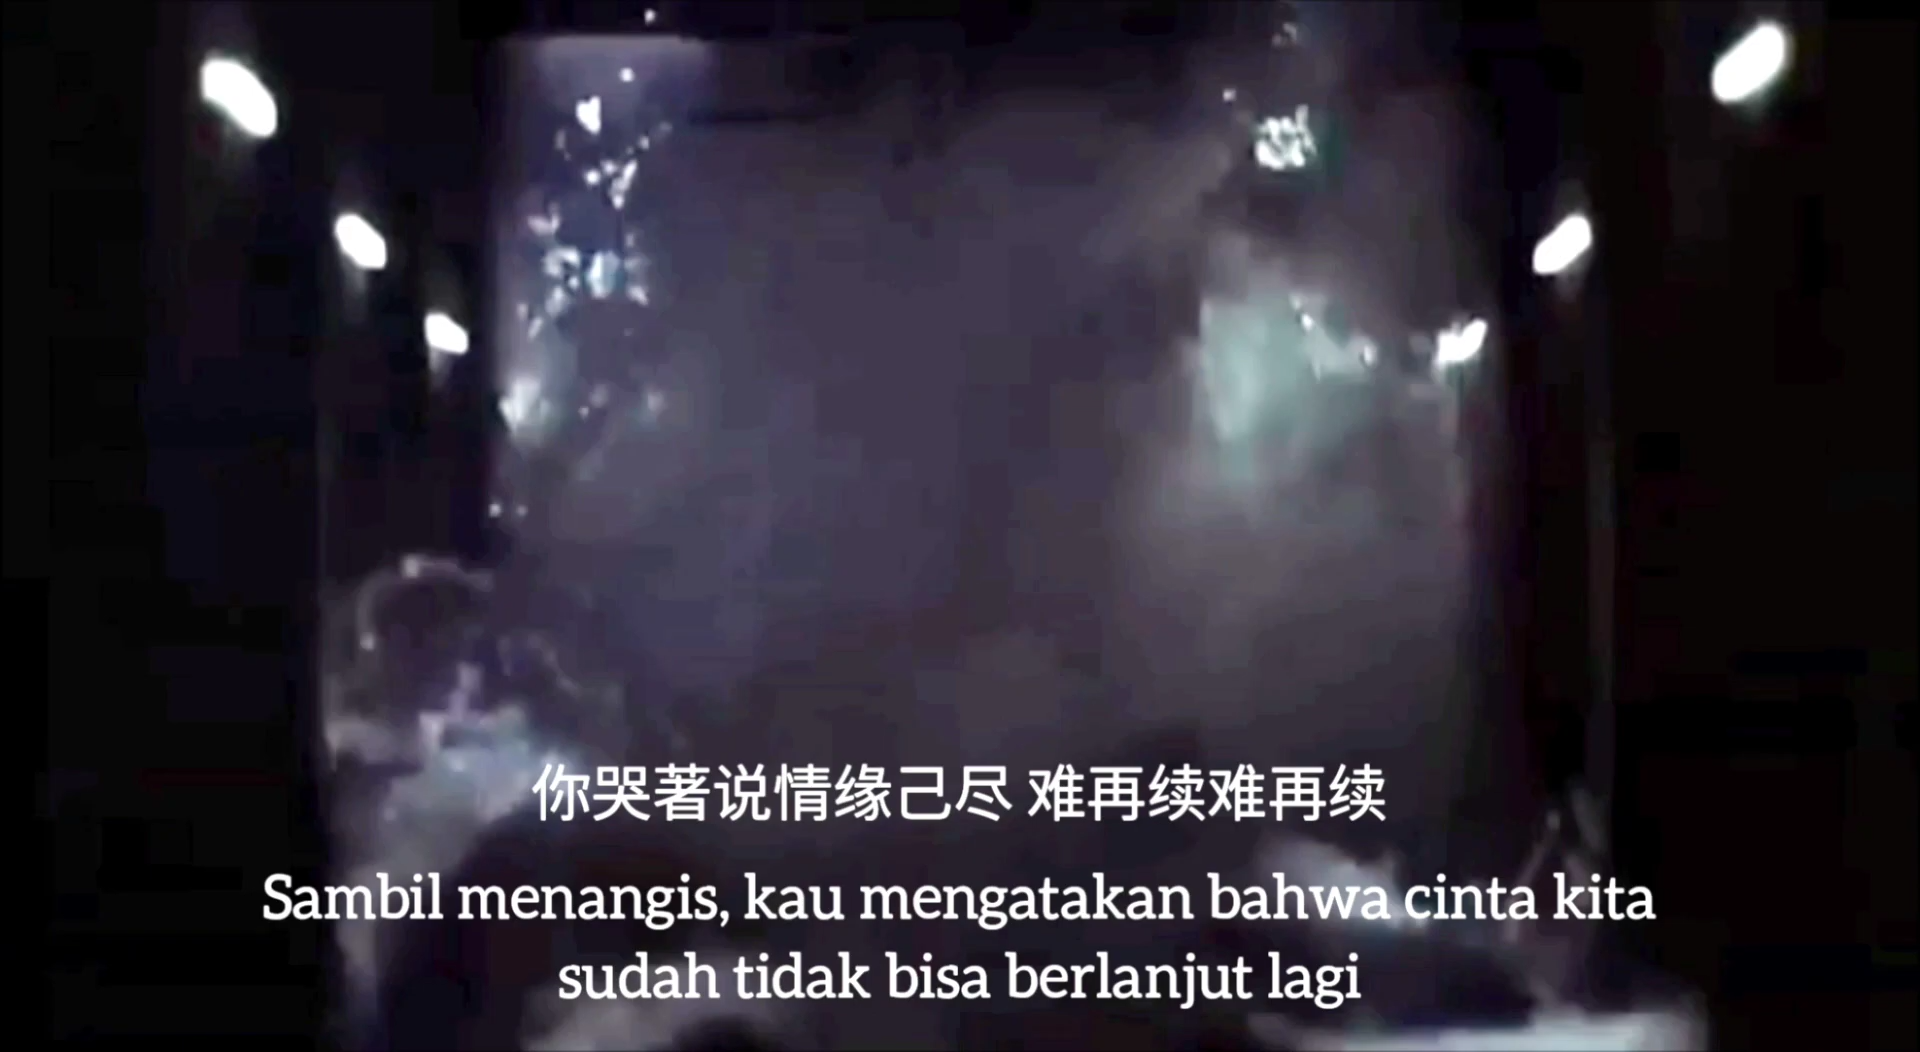 你哭著说情缘己尽 难再续难再续
Sambil menangis, kau mengatakan bahwa cinta kita
sudah tidak bisa berlanjut lagi